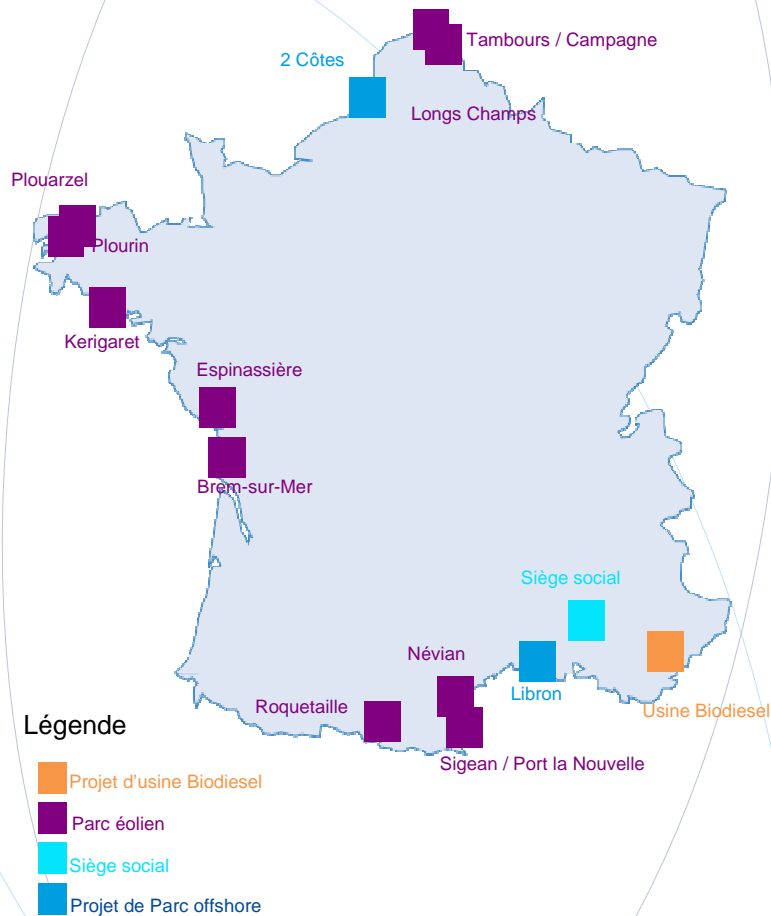 Tambours / Campagne
2 Côtes
Longs Champs
Plouarzel
Plourin
Kerigaret
Espinassière
Brem-sur-Mer
Siège social
Névian
Libron
Roquetaille
Usine Biodiesel
Sigean / Port la Nouvelle
Légende
Projet d’usine Biodiesel
Parc éolien
Siège social
Projet de Parc offshore